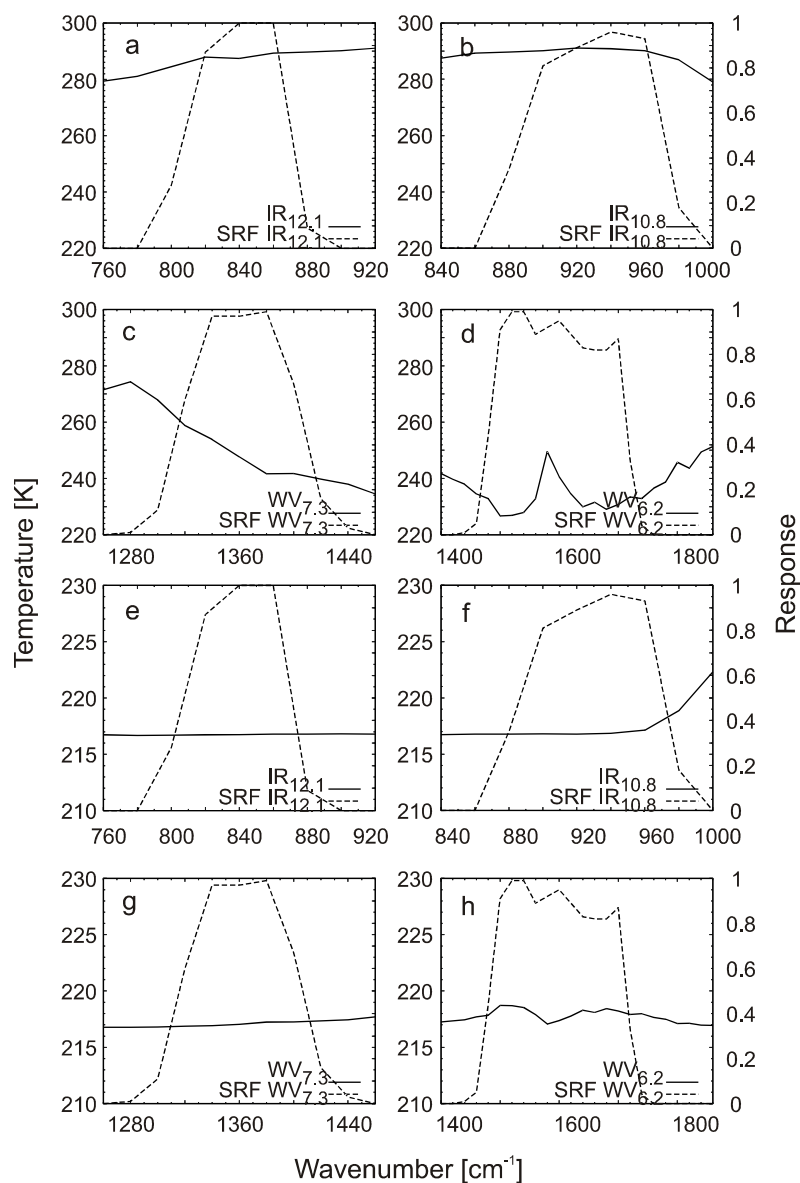 300 300 1
a b
280 280 0.8
0.6
260 260
0.4
240 240
IR12.1 IR10.8 0.2
SRF IR12.1 SRF IR10.8
220 220 0
760 800 840 880 920 840 880 920 960 1000
300 300 1
c d
280 280 0.8
0.6
260 260
0.4
240 240
WV7.3 WV6.2 0.2
SRF WV7.3 SRF WV6.2
220 220 0
1280 1360 1440 1400 1600 1800
Temperature [K]
Response
230 230 1
e f
225 225 0.8
0.6
220 220
0.4
215 215
IR12.1 IR10.8 0.2
SRF IR12.1 SRF IR10.8
210 210 0
760 800 840 880 920 840 880 920 960 1000
230 230 1
g h
225 225 0.8
0.6
220 220
0.4
215 215
WV7.3 WV6.2 0.2
SRF WV7.3 SRF WV6.2
210 210 0
1280 1360 1440 1400 1600 1800
Wavenumber [cm⁻¹]